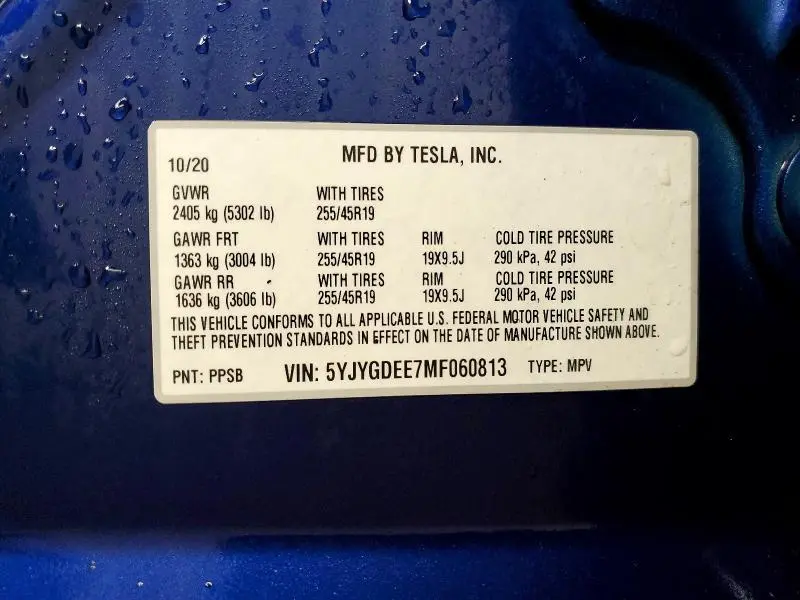 MFD BY TESLA, INC.
10/20
GVWR WITH TIRES
2405 kg (5302 lb) 255/45R19
GAWR FRT WITH TIRES RIM COLD TIRE PRESSURE
1363 kg (3004 lb) 255/45R19 19X9.5J 290 kPa, 42 psi
GAWR RR WITH TIRES RIM COLD TIRE PRESSURE
1636 kg (3606 lb) 255/45R19 19X9.5J 290 kPa, 42 psi
THIS VEHICLE CONFORMS TO ALL APPLICABLE U.S. FEDERAL MOTOR VEHICLE SAFETY AND
THEFT PREVENTION STANDARDS IN EFFECT ON THE DATE OF MANUFACTURE SHOWN ABOVE.
PNT: PPSB VIN: 5YJYGDEE7MF060813 TYPE: MPV